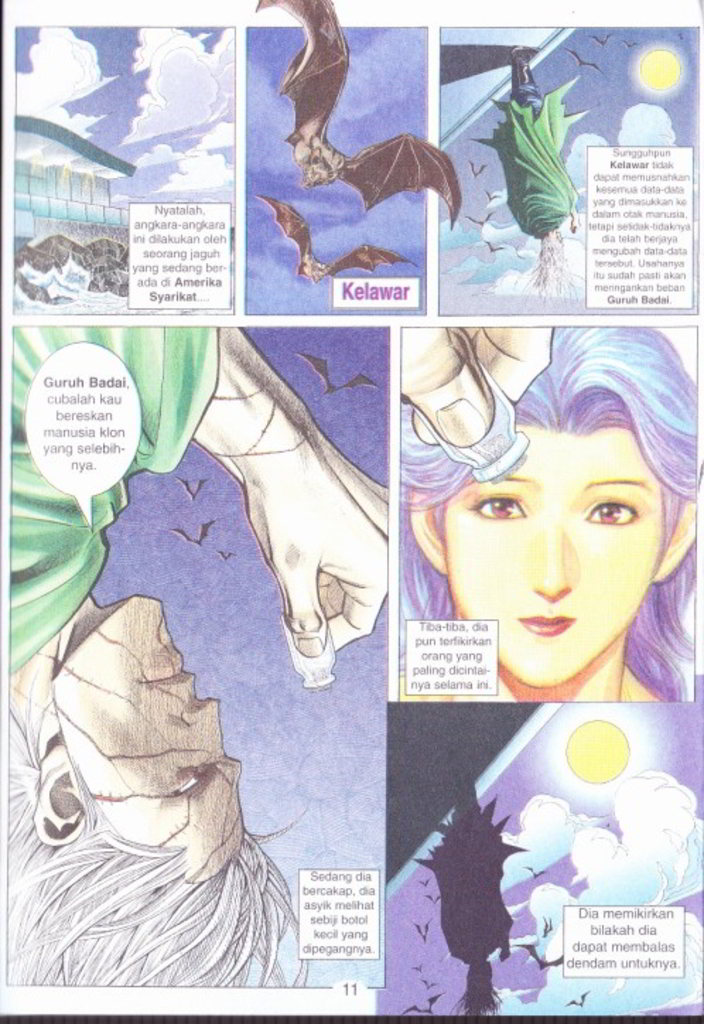 Nyatalah,
angkara-angkara
ini dilakukan oleh
seorang jaguh
yang sedang ber-
ada di Amerika
Syarikat....
Kelawar
Sungguhpun
Kelawar tidak
dapat memusnahkan
kesemua data-data
yang dimasukkan ke
dalam otak manusia,
tetapi setidak-tidaknya
dia telah berjaya
mengubah data-data
tersebut. Usahanya
itu sudah pasti akan
meringankan beban
Guruh Badai.
Guruh Badai,
cubalah kau
bereskan
manusia klon
yang selebih-
nya.
Sedang dia
bercakap, dia
asyik melihat
sebiji botol
kecil yang
dipegangnya.
Tiba-tiba, dia
pun terfikirkan
orang yang
paling dicintai-
nya selama ini.
Dia memikirkan
bilakah dia
dapat membalas
dendam untuknya.
11